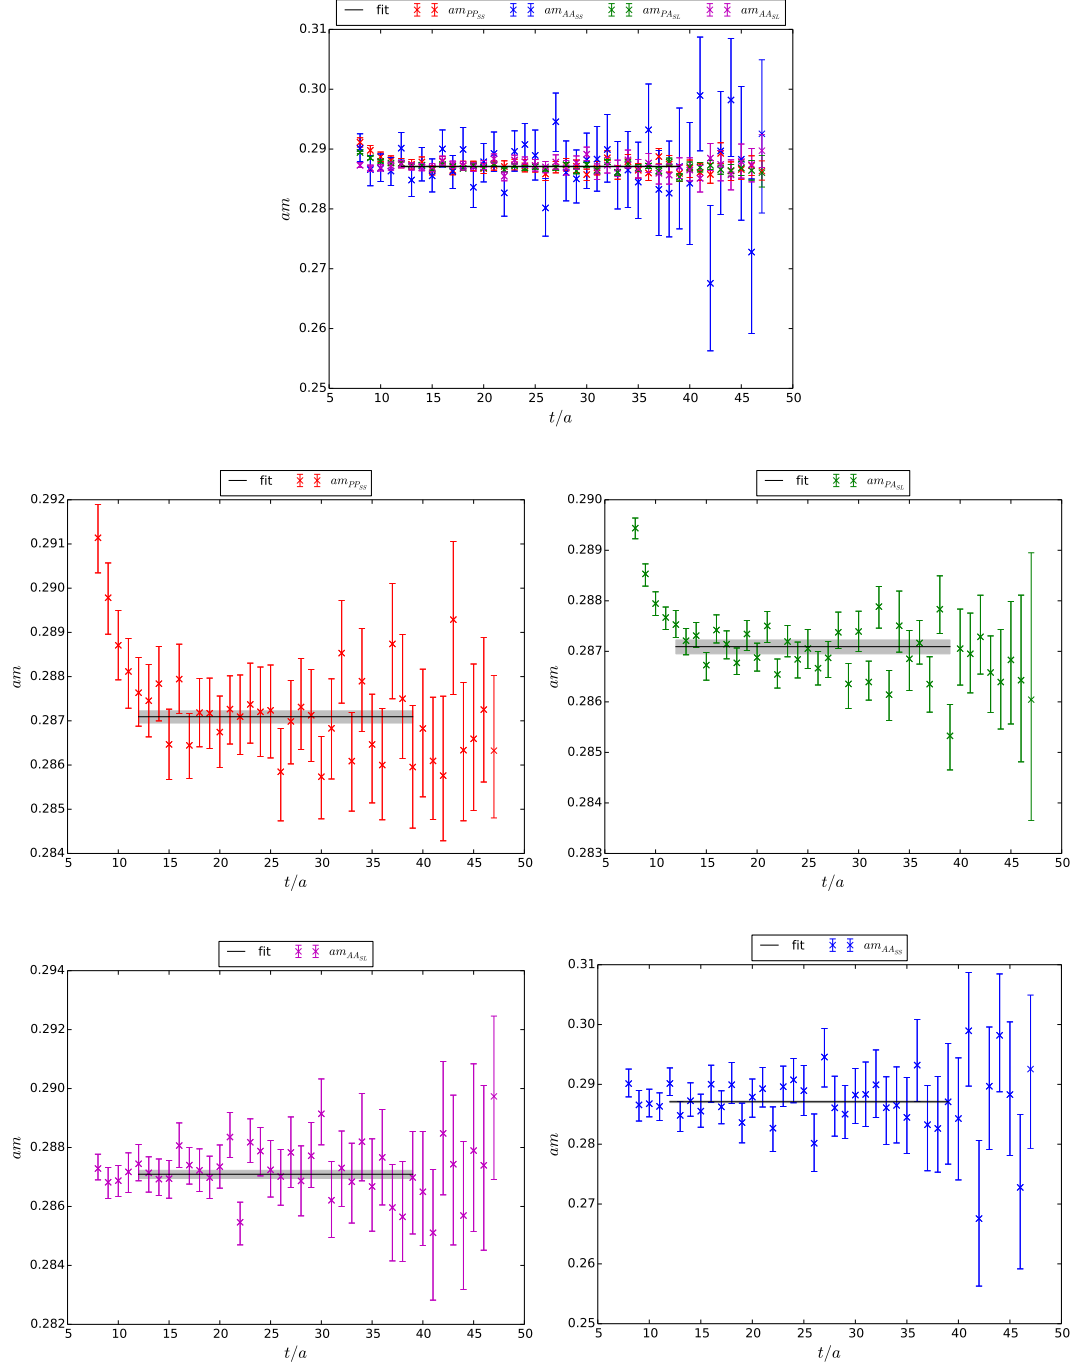 fit am_{PP_{SS}} am_{AA_{SS}} am_{PA_{SL}} am_{AA_{SL}}
0.31
0.30
0.29
0.28
0.27
0.26
0.25
am
5 10 15 20 25 30 35 40 45 50
t/a
fit am_{PP_{SS}}
0.292
0.291
0.290
0.289
0.288
0.287
0.286
0.285
0.284
am
5 10 15 20 25 30 35 40 45 50
t/a
fit am_{PA_{SL}}
0.290
0.289
0.288
0.287
0.286
0.285
0.284
0.283
am
5 10 15 20 25 30 35 40 45 50
t/a
fit am_{AA_{SL}}
0.294
0.292
0.290
0.288
0.286
0.284
0.282
am
5 10 15 20 25 30 35 40 45 50
t/a
fit am_{AA_{SS}}
0.31
0.30
0.29
0.28
0.27
0.26
0.25
am
5 10 15 20 25 30 35 40 45 50
t/a